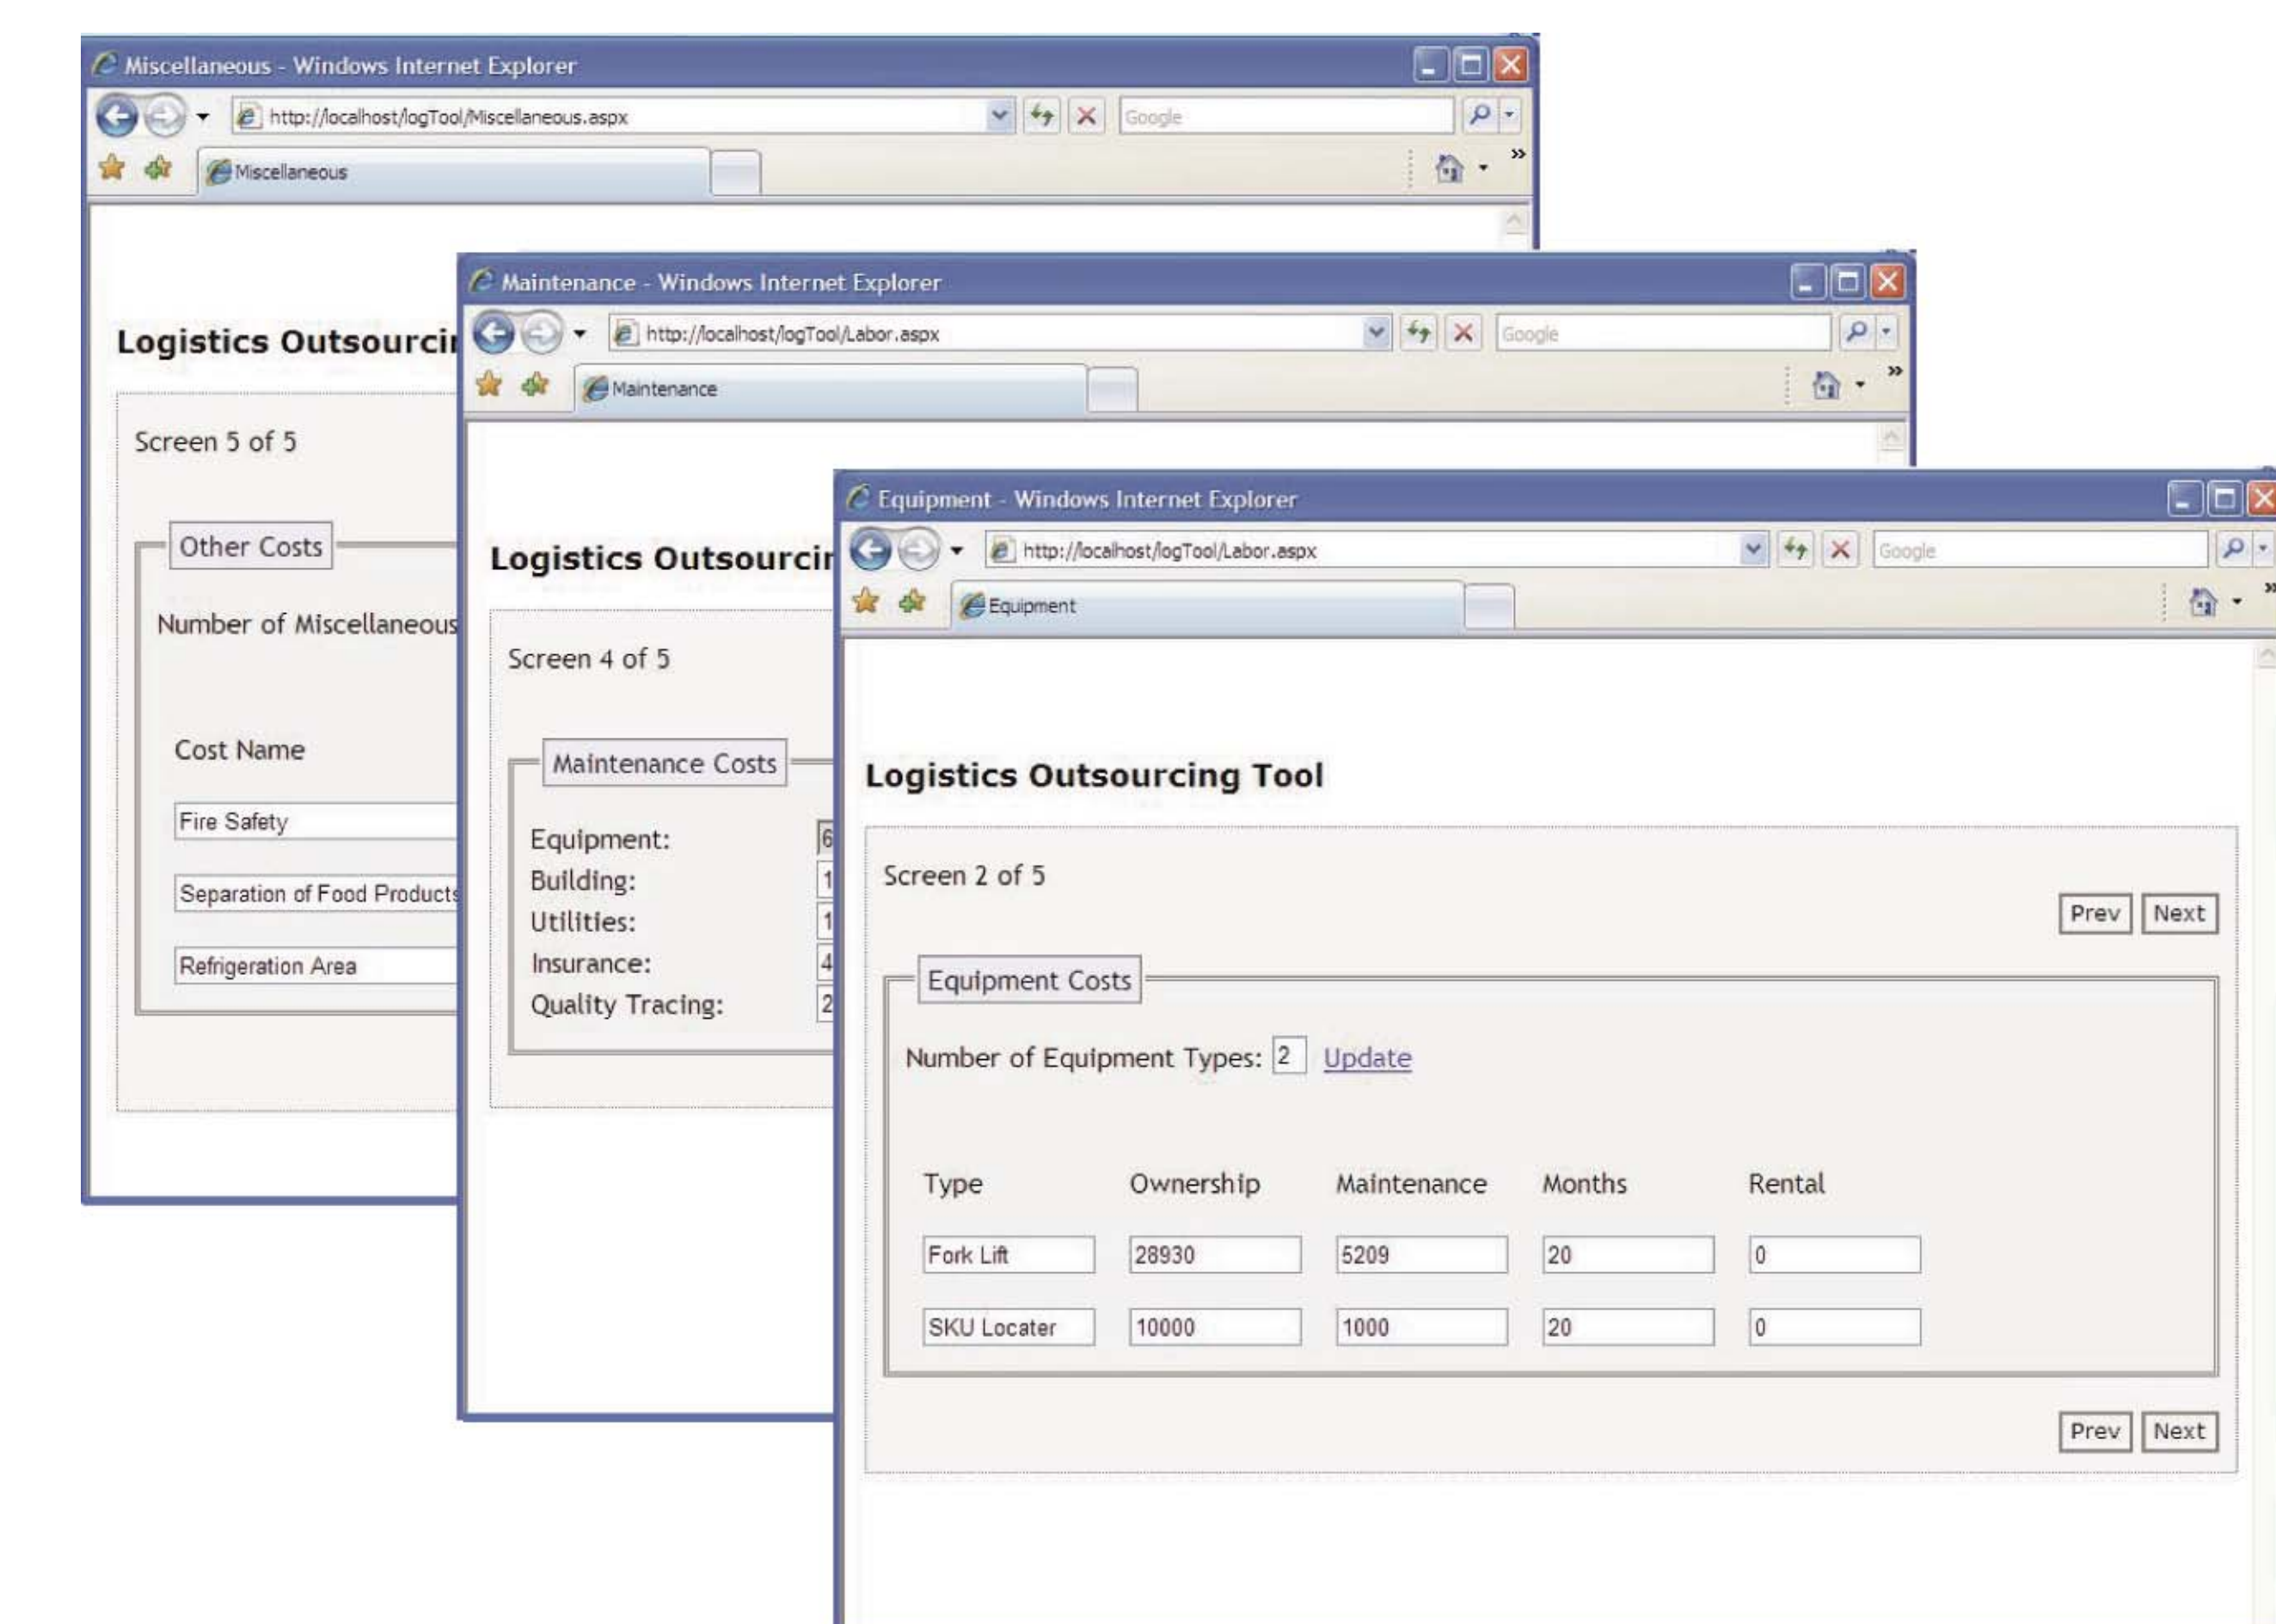 Miscellaneous - Windows Internet Explorer
http://localhost/logTool/Miscellaneous.aspx
Google
Miscellaneous
»
Logistics Outsourcin
Screen 5 of 5
Other Costs
Number of Miscellaneous
Cost Name
Fire Safety
Separation of Food Products
Refrigeration Area
Maintenance - Windows Internet Explorer
http://localhost/logTool/Labor.aspx
Google
Maintenance
»
Logistics Outsourcin
Screen 4 of 5
Maintenance Costs
Equipment: 6
Building: 1
Utilities: 1
Insurance: 4
Quality Tracing: 2
Equipment - Windows Internet Explorer
http://localhost/logTool/Labor.aspx
Google
Equipment
»
Logistics Outsourcing Tool
Screen 2 of 5
Prev Next
Equipment Costs
Number of Equipment Types: 2 Update
Type Ownership Maintenance Months Rental
Fork Lift 28930 5209 20 0
SKU Locater 10000 1000 20 0
Prev Next